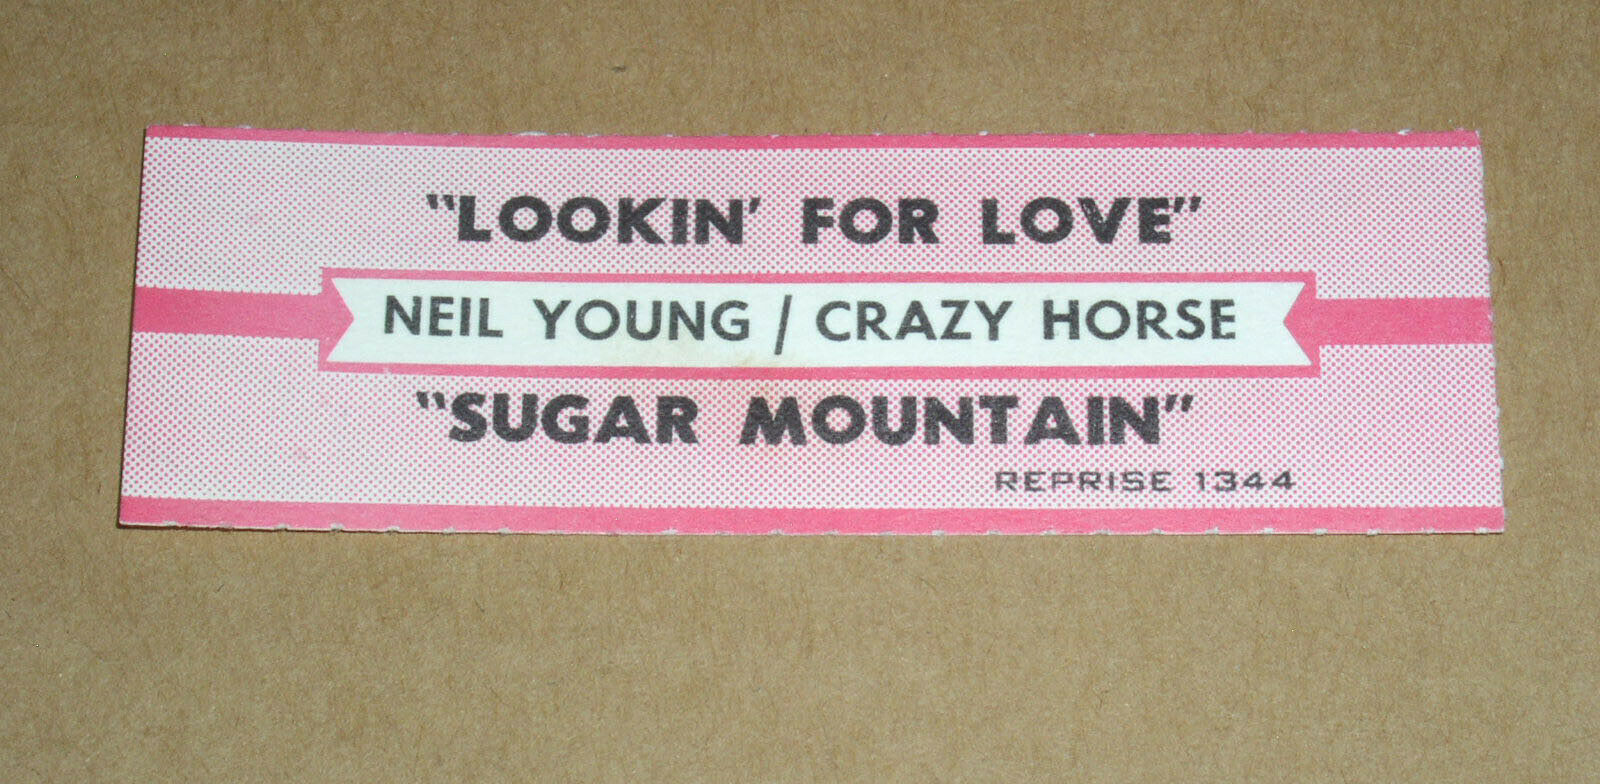 "LOOKIN' FOR LOVE"
NEIL YOUNG / CRAZY HORSE
"SUGAR MOUNTAIN"
REPRISE 1344